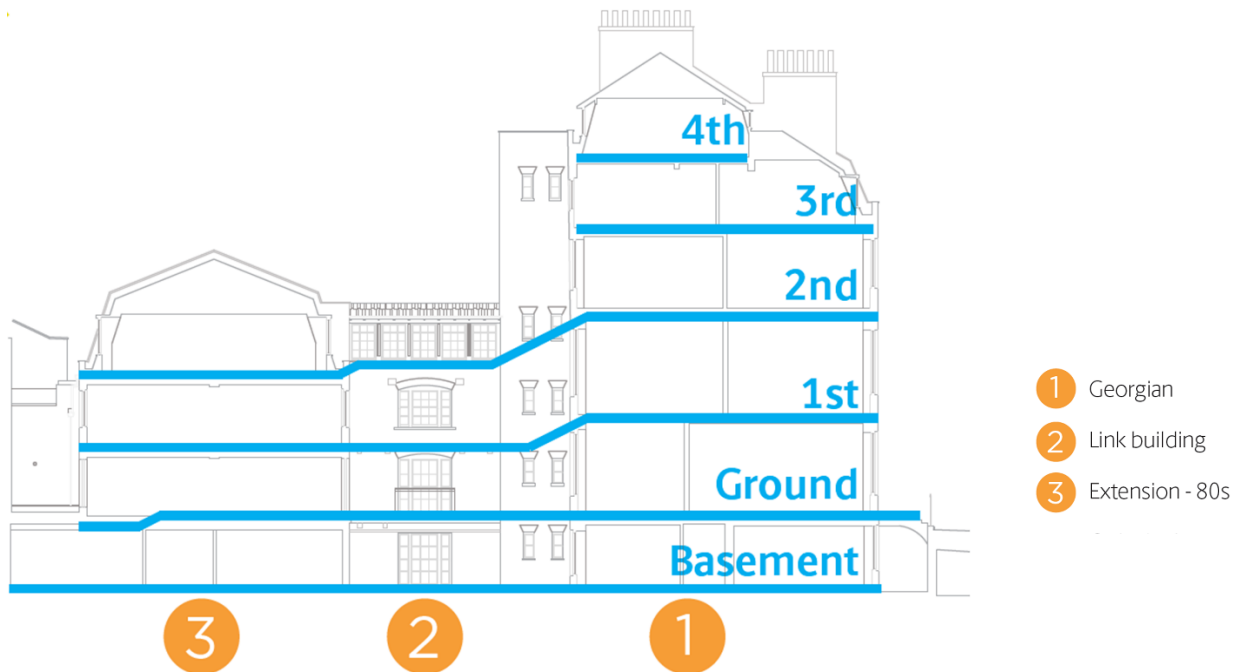 4th
3rd
2nd
1st
Ground
Basement
3
2
1
1 Georgian
2 Link building
3 Extension - 80s